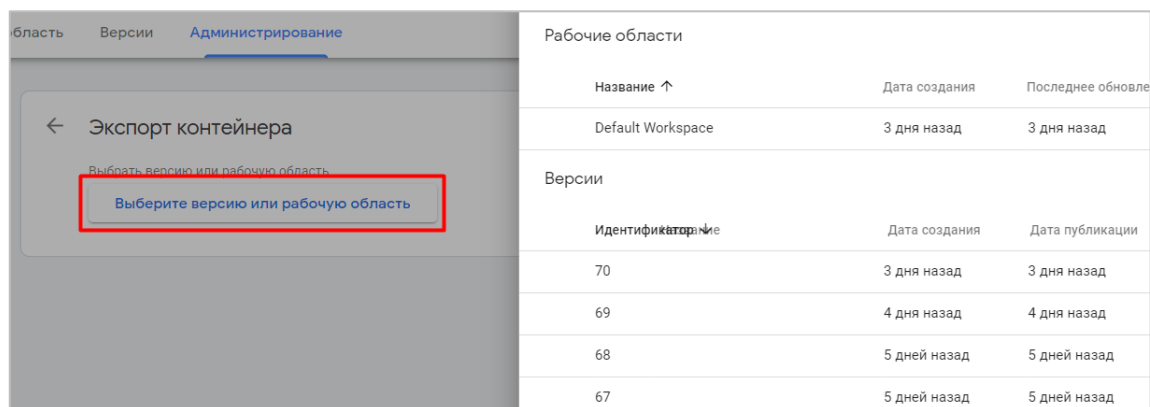 бласть Версии Администрирование
Экспорт контейнера
Выбрать версию или рабочую область
Выберите версию или рабочую область
Рабочие области
Название Дата создания Последнее обновле
Default Workspace 3 дня назад 3 дня назад
Версии
Идентификатор Название Дата создания Дата публикации
70 3 дня назад 3 дня назад
69 4 дня назад 4 дня назад
68 5 дней назад 5 дней назад
67 5 дней назад 5 дней назад